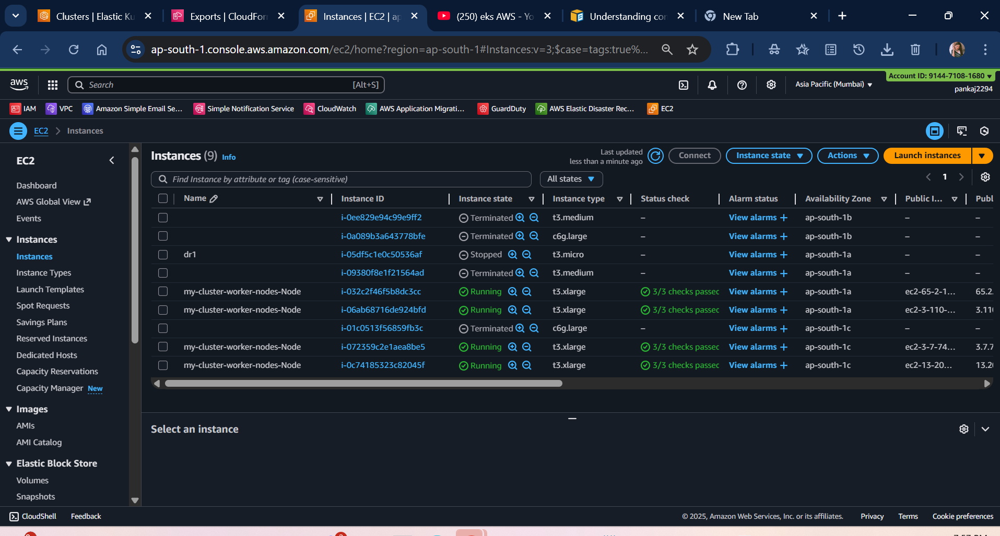 Clusters | Elastic Ku
Exports | CloudFor
Instances | EC2 | ap
(250) eks AWS - Yo
Understanding con
New Tab
ap-south-1.console.aws.amazon.com/ec2/home?region=ap-south-1#Instances:v=3;$case=tags:true%...
aws
Search [Alt+S]
Asia Pacific (Mumbai)
Account ID: 9144-7108-1680
pankaj2294
IAM VPC Amazon Simple Email Se... Simple Notification Service CloudWatch AWS Application Migrati... GuardDuty AWS Elastic Disaster Rec... EC2
EC2 Instances
EC2
Dashboard
AWS Global View
Events
Instances
Instances
Instance Types
Launch Templates
Spot Requests
Savings Plans
Reserved Instances
Dedicated Hosts
Capacity Reservations
Capacity Manager New
Images
AMIs
AMI Catalog
Elastic Block Store
Volumes
Snapshots
Instances (9) Info
Last updated
less than a minute ago
Connect
Instance state
Actions
Launch instances
Find Instance by attribute or tag (case-sensitive)
All states
1
Name Instance ID Instance state Instance type Status check Alarm status Availability Zone Public I... Publ
i-0ee829e94c99e9ff2 Terminated t3.medium – View alarms + ap-south-1b – –
i-0a089b3a643778bfe Terminated c6g.large – View alarms + ap-south-1b – –
dr1 i-05df5c1e0c50536af Stopped t3.micro – View alarms + ap-south-1a – –
i-09380f8e1f21564ad Terminated t3.medium – View alarms + ap-south-1a – –
my-cluster-worker-nodes-Node i-032c2f46f5b8dc3cc Running t3.xlarge 3/3 checks passec View alarms + ap-south-1a ec2-65-2-1... 65.2.
my-cluster-worker-nodes-Node i-06ab68716de924bfd Running t3.xlarge 3/3 checks passec View alarms + ap-south-1a ec2-3-110-... 3.110
i-01c0513f56859fb3c Terminated c6g.large – View alarms + ap-south-1c – –
my-cluster-worker-nodes-Node i-072359c2e1aea8be5 Running t3.xlarge 3/3 checks passec View alarms + ap-south-1c ec2-3-7-74... 3.7.7
my-cluster-worker-nodes-Node i-0c74185323c82045f Running t3.xlarge 3/3 checks passec View alarms + ap-south-1c ec2-13-20... 13.20
Select an instance
CloudShell Feedback
© 2025, Amazon Web Services, Inc. or its affiliates. Privacy Terms Cookie preferences